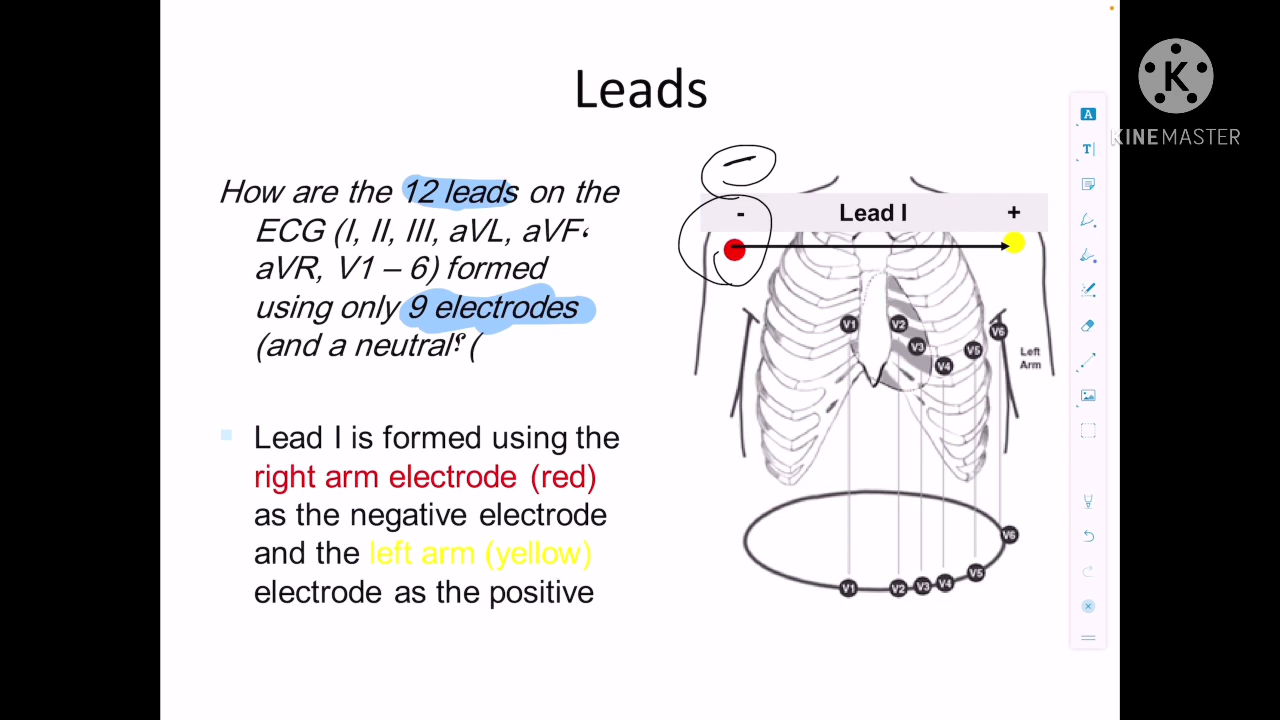 Leads
How are the 12 leads on the
ECG (I, II, III, aVL, aVF،
aVR, V1 – 6) formed
using only 9 electrodes
(and a neutral؟ (
Lead I is formed using the
right arm electrode (red)
as the negative electrode
and the left arm (yellow)
electrode as the positive
-
- Lead I +
V1 V2 V3 V4 V5 V6
Left
Arm
V1 V2 V3 V4 V5 V6
A
T
K
KINEMASTER